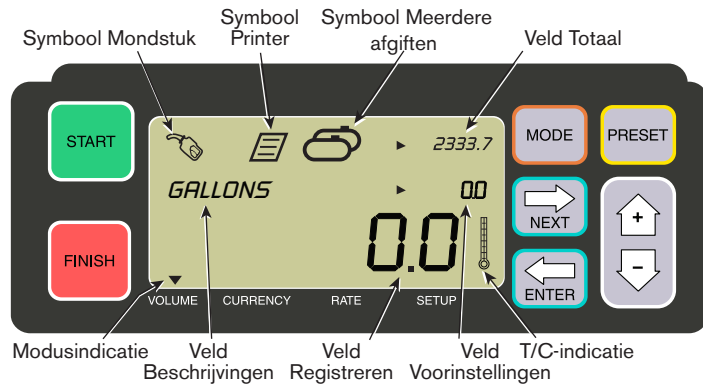 Symbool Mondstuk
Symbool
Printer
Symbool Meerdere
afgiften
Veld Totaal
START
2333.7
MODE
PRESET
GALLONS
0.0
NEXT
+
FINISH
0.0
ENTER
–
VOLUME CURRENCY RATE SETUP
Modusindicatie
Veld
Beschrijvingen
Veld
Registreren
Veld
Voorinstellingen
T/C-indicatie